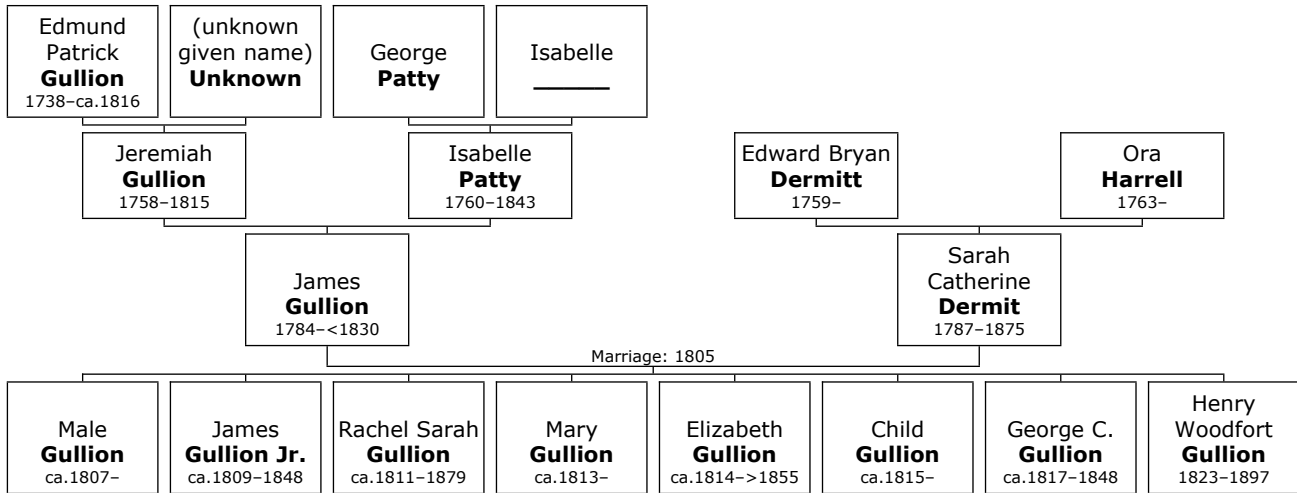 Edmund
Patrick
Gullion
1738–ca.1816
(unknown
given name)
Unknown
George
Patty
Isabelle
______
Jeremiah
Gullion
1758–1815
Isabelle
Patty
1760–1843
Edward Bryan
Dermitt
1759–
Ora
Harrell
1763–
James
Gullion
1784–<1830
Sarah
Catherine
Dermit
1787–1875
Marriage: 1805
Male
Gullion
ca.1807–
James
Gullion Jr.
ca.1809–1848
Rachel Sarah
Gullion
ca.1811–1879
Mary
Gullion
ca.1813–
Elizabeth
Gullion
ca.1814–>1855
Child
Gullion
ca.1815–
George C.
Gullion
ca.1817–1848
Henry
Woodfort
Gullion
1823–1897